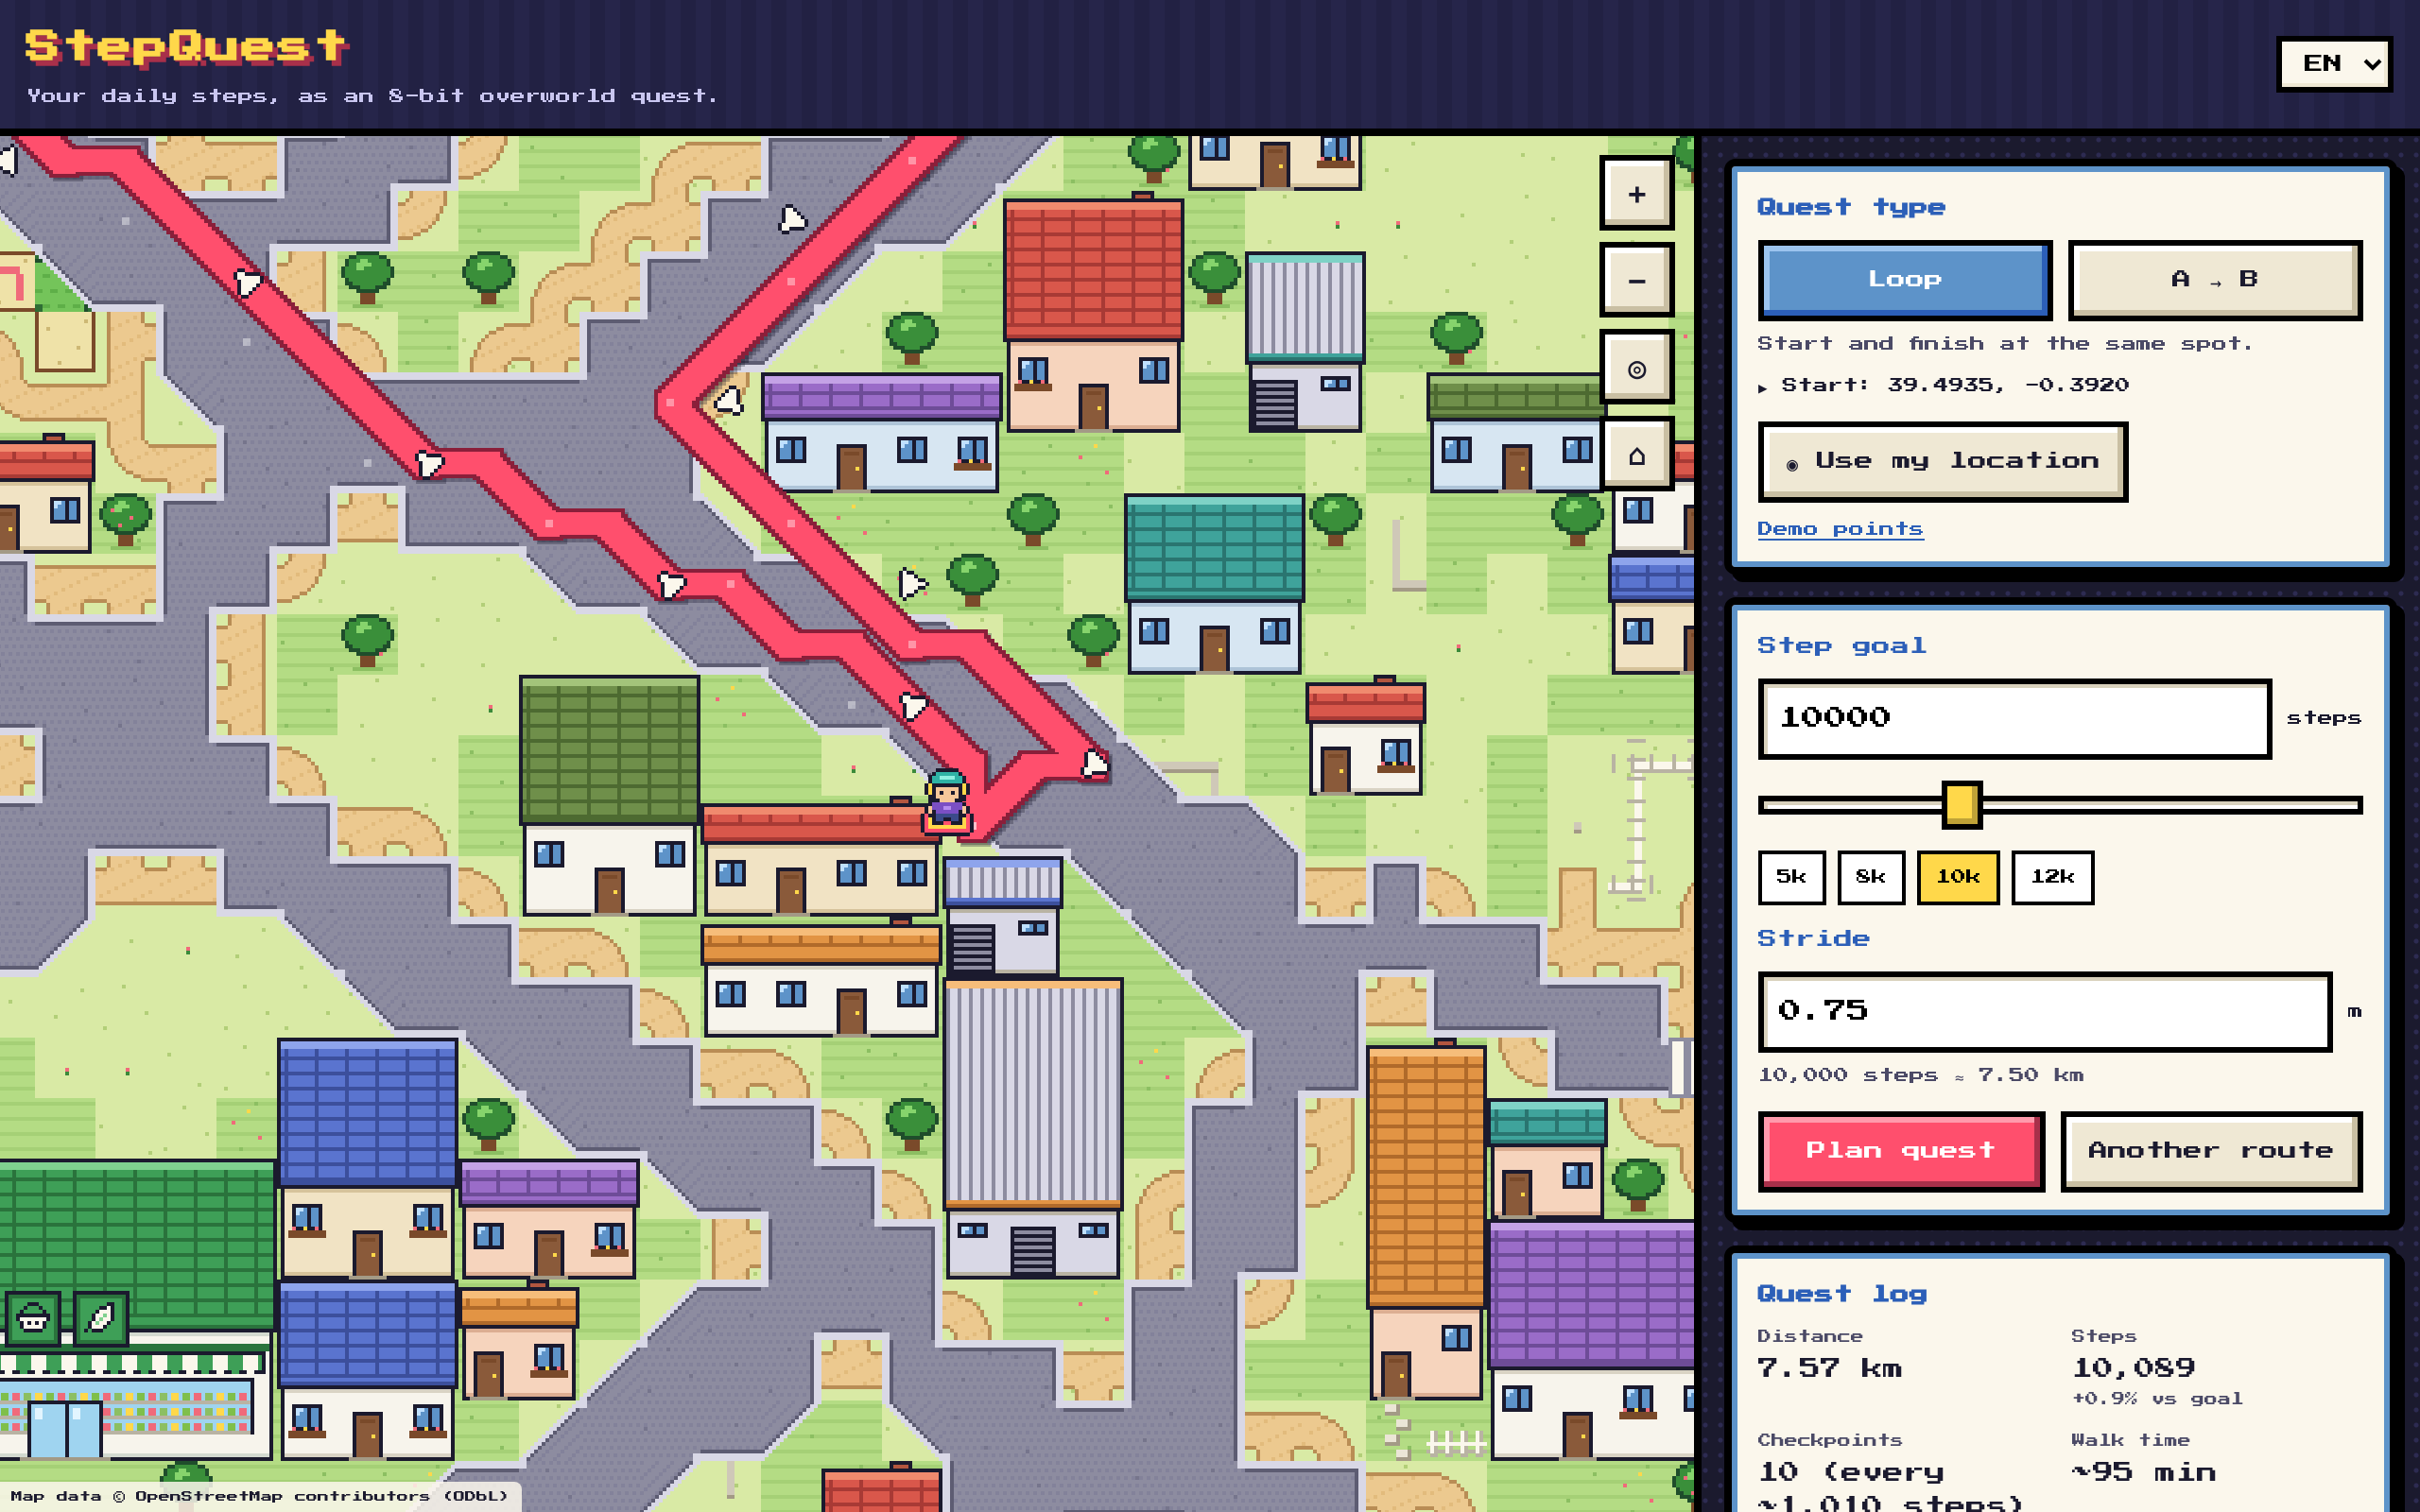 StepQuest
Your daily steps, as an 8-bit overworld quest.
EN
+
−
Quest type
Loop
A → B
Start and finish at the same spot.
▸ Start: 39.4935, -0.3920
◉ Use my location
Demo points
Step goal
10000 steps
5k 8k 10k 12k
Stride
0.75 m
10,000 steps ≈ 7.50 km
Plan quest
Another route
Quest log
Distance
7.57 km
Steps
10,089
+0.9% vs goal
Checkpoints
10 (every
~1,010 steps)
Walk time
~95 min
Map data © OpenStreetMap contributors (ODbL)